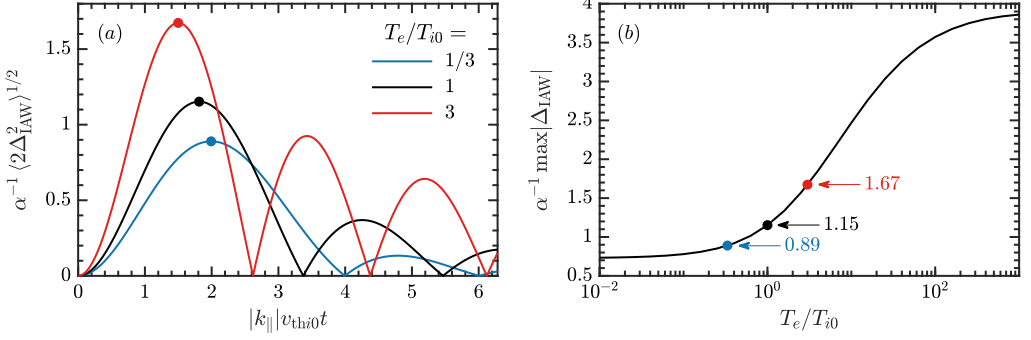 (a)
T_e/T_{i0} =
1/3
1
3
α^{-1} ⟨2Δ²_{IAW}⟩^{1/2}
1.5
1
0.5
0
0 1 2 3 4 5 6
|k_∥|v_{thi0}t
(b)
α^{-1} max|Δ_{IAW}|
4
3.5
3
2.5
2
1.5
1
0.5
1.67
1.15
0.89
10^{-2} 10^0 10^2
T_e/T_{i0}